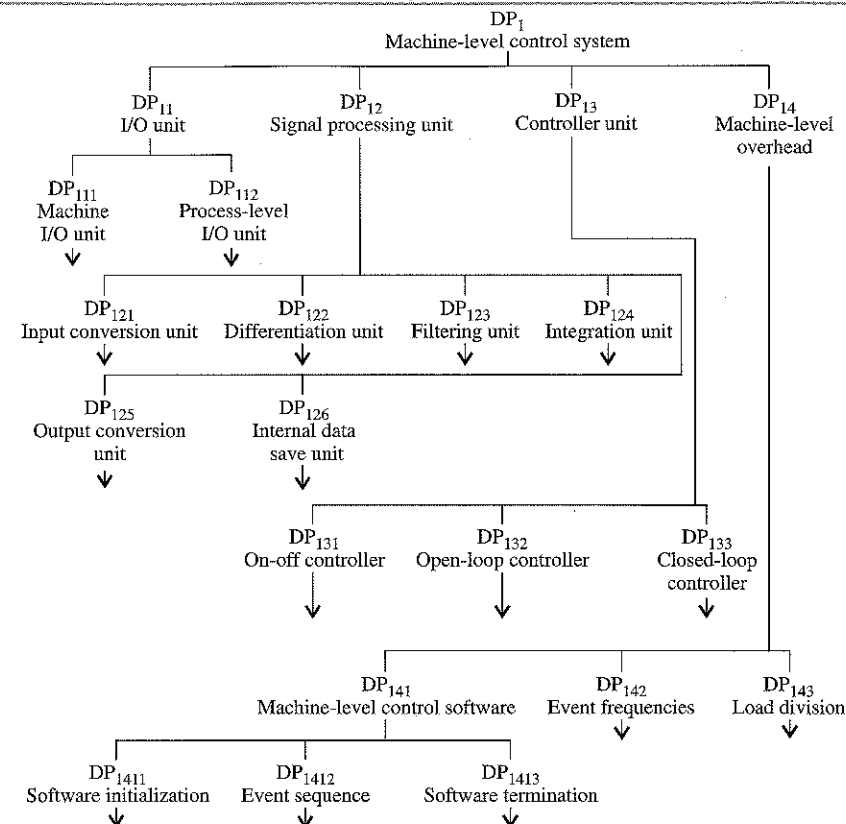 DP₁
Machine-level control system
DP₁₁
I/O unit
DP₁₂
Signal processing unit
DP₁₃
Controller unit
DP₁₄
Machine-level
overhead
DP₁₁₁
Machine
I/O unit
DP₁₁₂
Process-level
I/O unit
DP₁₂₁
Input conversion unit
DP₁₂₂
Differentiation unit
DP₁₂₃
Filtering unit
DP₁₂₄
Integration unit
DP₁₂₅
Output conversion
unit
DP₁₂₆
Internal data
save unit
DP₁₃₁
On-off controller
DP₁₃₂
Open-loop controller
DP₁₃₃
Closed-loop
controller
DP₁₄₁
Machine-level control software
DP₁₄₂
Event frequencies
DP₁₄₃
Load division
DP₁₄₁₁
Software initialization
DP₁₄₁₂
Event sequence
DP₁₄₁₃
Software termination